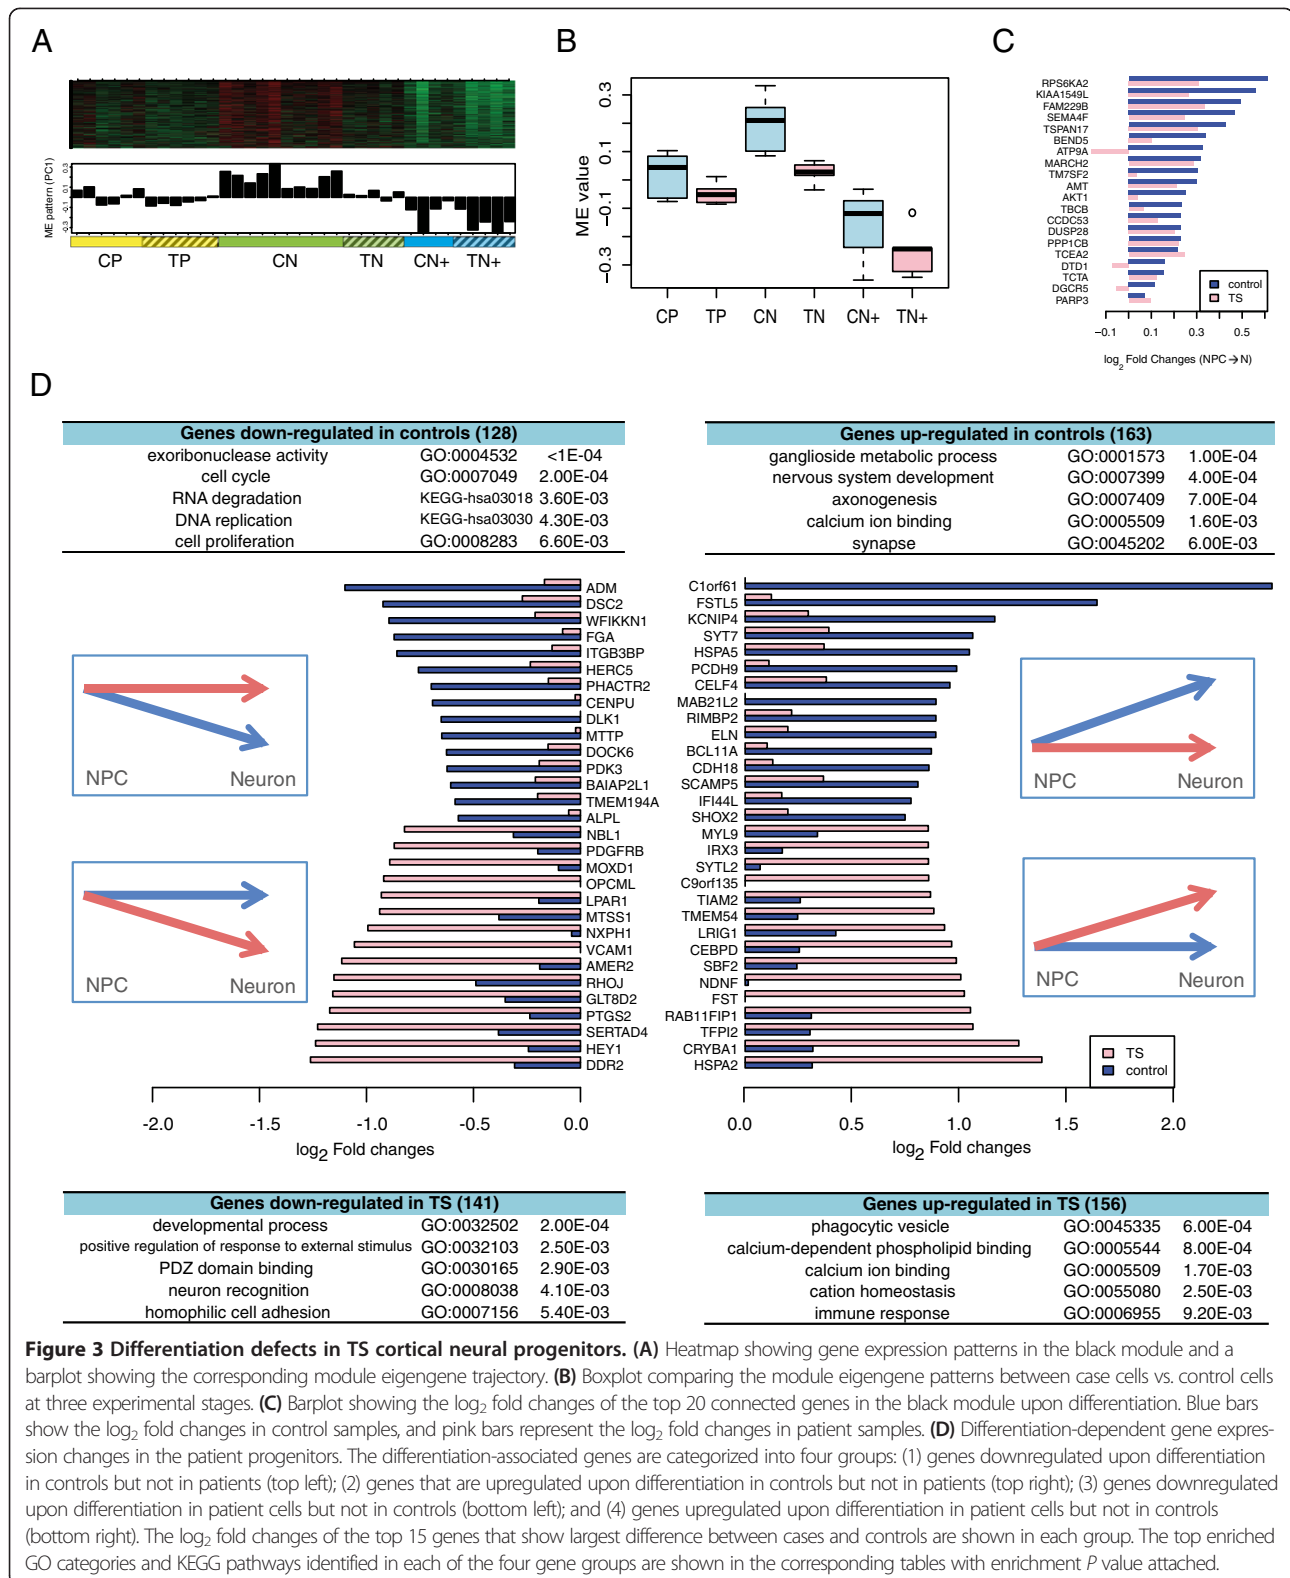 A
B
C
ME pattern (PC1)
0.3
0.1
-0.1
-0.3
CP TP CN TN CN+ TN+
ME value
0.3
0.1
−0.1
−0.3
CP TP CN TN CN+ TN+
RPS6KA2
KIAA1549L
FAM229B
SEMA4F
TSPAN17
BEND5
ATP9A
MARCH2
TM7SF2
AMT
AKT1
TBCB
CCDC53
DUSP28
PPP1CB
TCEA2
DTD1
TCTA
DGCR5
PARP3
control
TS
−0.1 0.1 0.3 0.5
log2 Fold Changes (NPC→N)
D
Genes down-regulated in controls (128)
exoribonuclease activity GO:0004532 <1E-04
cell cycle GO:0007049 2.00E-04
RNA degradation KEGG-hsa03018 3.60E-03
DNA replication KEGG-hsa03030 4.30E-03
cell proliferation GO:0008283 6.60E-03
Genes up-regulated in controls (163)
ganglioside metabolic process GO:0001573 1.00E-04
nervous system development GO:0007399 4.00E-04
axonogenesis GO:0007409 7.00E-04
calcium ion binding GO:0005509 1.60E-03
synapse GO:0045202 6.00E-03
NPC Neuron
NPC Neuron
ADM
DSC2
WFIKKN1
FGA
ITGB3BP
HERC5
PHACTR2
CENPU
DLK1
MTTP
DOCK6
PDK3
BAIAP2L1
TMEM194A
ALPL
NBL1
PDGFRB
MOXD1
OPCML
LPAR1
MTSS1
NXPH1
VCAM1
AMER2
RHOJ
GLT8D2
PTGS2
SERTAD4
HEY1
DDR2
-2.0 -1.5 -1.0 -0.5 0.0
log2 Fold changes
C1orf61
FSTL5
KCNIP4
SYT7
HSPA5
PCDH9
CELF4
MAB21L2
RIMBP2
ELN
BCL11A
CDH18
SCAMP5
IFI44L
SHOX2
MYL9
IRX3
SYTL2
C9orf135
TIAM2
TMEM54
LRIG1
CEBPD
SBF2
NDNF
FST
RAB11FIP1
TFPI2
CRYBA1
HSPA2
NPC Neuron
NPC Neuron
TS
control
0.0 0.5 1.0 1.5 2.0
log2 Fold changes
Genes down-regulated in TS (141)
developmental process GO:0032502 2.00E-04
positive regulation of response to external stimulus GO:0032103 2.50E-03
PDZ domain binding GO:0030165 2.90E-03
neuron recognition GO:0008038 4.10E-03
homophilic cell adhesion GO:0007156 5.40E-03
Genes up-regulated in TS (156)
phagocytic vesicle GO:0045335 6.00E-04
calcium-dependent phospholipid binding GO:0005544 8.00E-04
calcium ion binding GO:0005509 1.70E-03
cation homeostasis GO:0055080 2.50E-03
immune response GO:0006955 9.20E-03
Figure 3 Differentiation defects in TS cortical neural progenitors. (A) Heatmap showing gene expression patterns in the black module and a
barplot showing the corresponding module eigengene trajectory. (B) Boxplot comparing the module eigengene patterns between case cells vs. control cells
at three experimental stages. (C) Barplot showing the log2 fold changes of the top 20 connected genes in the black module upon differentiation. Blue bars
show the log2 fold changes in control samples, and pink bars represent the log2 fold changes in patient samples. (D) Differentiation-dependent gene expres-
sion changes in the patient progenitors. The differentiation-associated genes are categorized into four groups: (1) genes downregulated upon differentiation
in controls but not in patients (top left); (2) genes that are upregulated upon differentiation in controls but not in patients (top right); (3) genes downregulated
upon differentiation in patient cells but not in controls (bottom left); and (4) genes upregulated upon differentiation in patient cells but not in controls
(bottom right). The log2 fold changes of the top 15 genes that show largest difference between cases and controls are shown in each group. The top enriched
GO categories and KEGG pathways identified in each of the four gene groups are shown in the corresponding tables with enrichment P value attached.